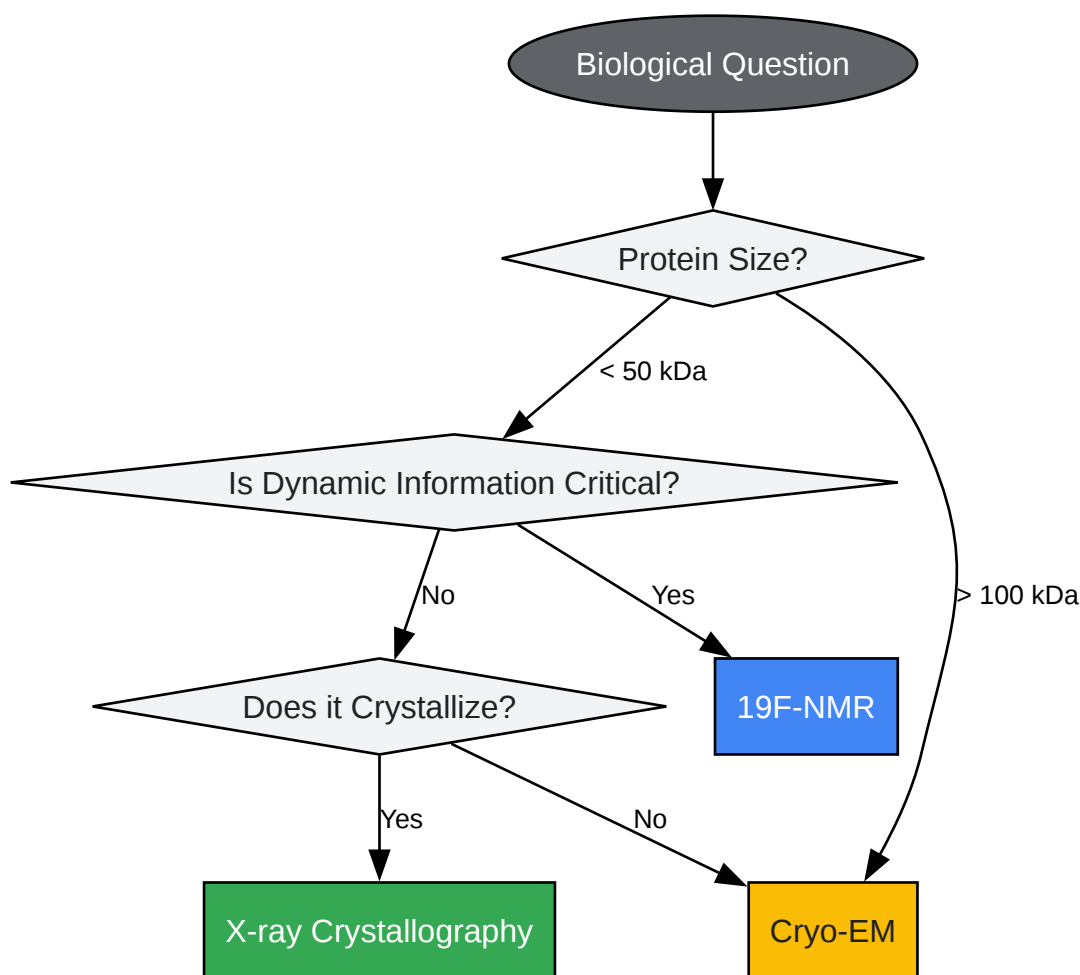 Biological Question
Protein Size?
< 50 kDa
Is Dynamic Information Critical?
No
Yes
> 100 kDa
Does it Crystallize?
19F-NMR
Yes
No
X-ray Crystallography
Cryo-EM